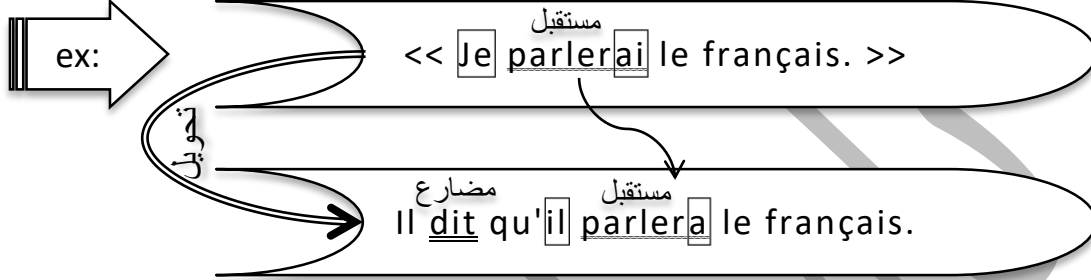 مستقبل
ex: << Je parlerai le français. >>
تحويل
مضارع مستقبل
Il dit qu'il parlera le français.